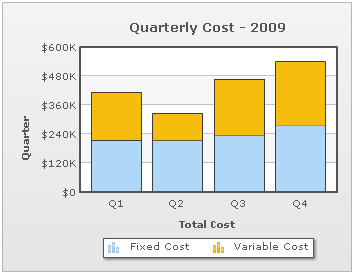 Quarterly Cost - 2009
$600K
$480K
$360K
$240K
$120K
$0
Quarter
Q1 Q2 Q3 Q4
Total Cost
Fixed Cost Variable Cost